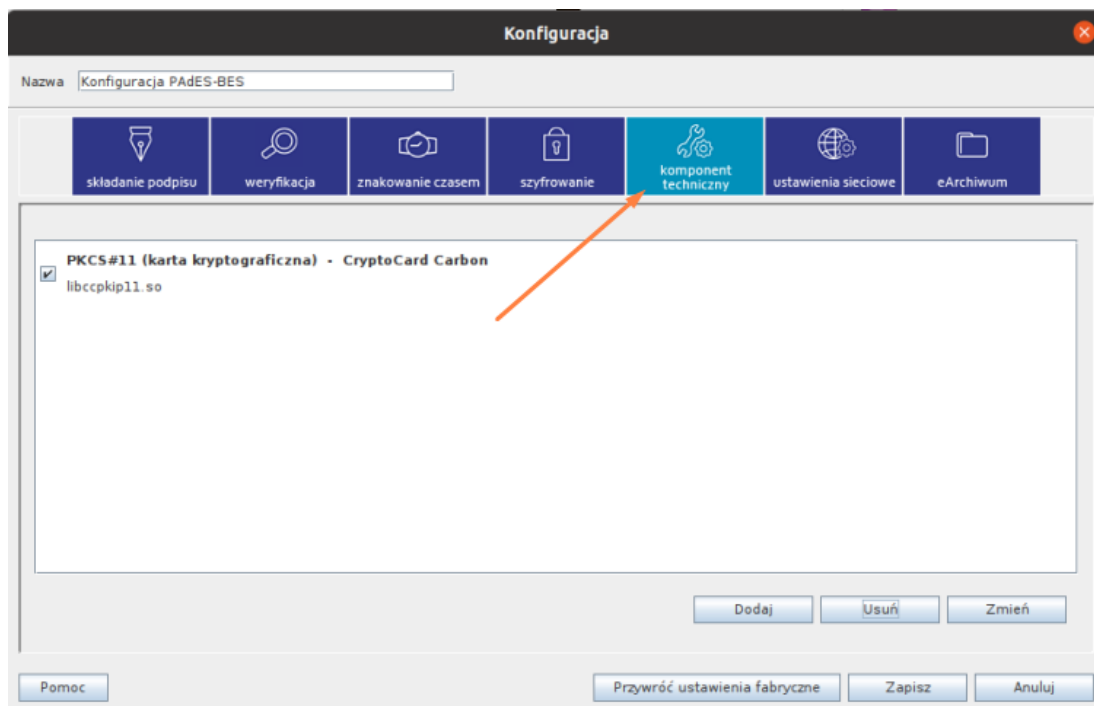 Konfiguracja
Nazwa Konfiguracja PAdES-BES
składanie podpisu weryfikacja znakowanie czasem szyfrowanie komponent techniczny ustawienia sieciowe eArchiwum
PKCS#11 (karta kryptograficzna) - CryptoCard Carbon
libccpkip11.so
Dodaj Usuń Zmień
Pomoc Przywróć ustawienia fabryczne Zapisz Anuluj